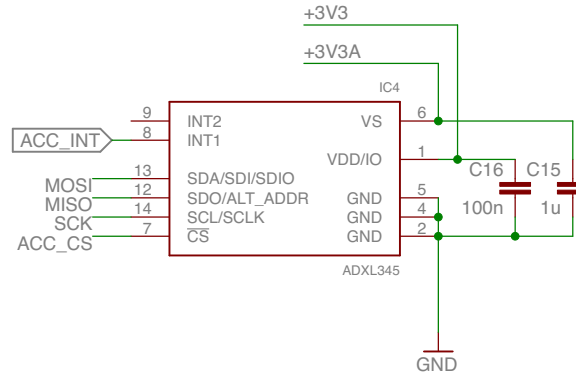 +3V3
+3V3A
IC4
9 INT2 VS 6
ACC_INT 8 INT1
VDD/IO 1 C16 C15
MOSI 13 SDA/SDI/SDIO
MISO 12 SDO/ALT_ADDR GND 5 100n 1u
SCK 14 SCL/SCLK GND 4
ACC_CS 7 CS GND 2
ADXL345
GND